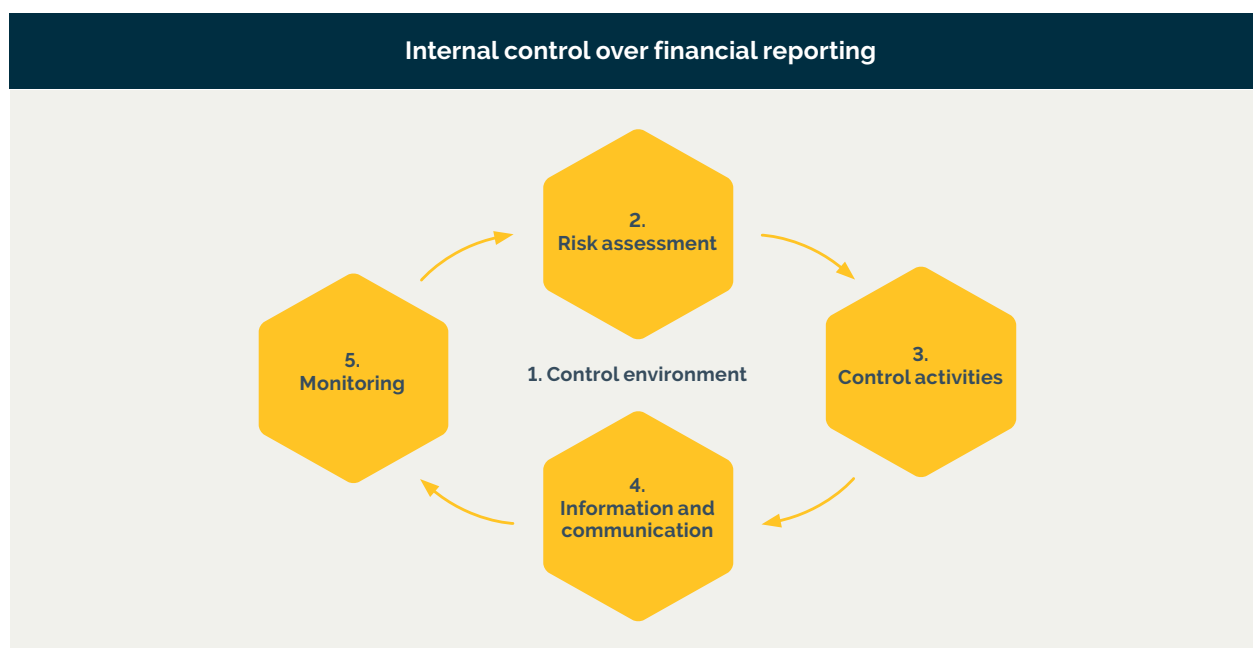 Internal control over financial reporting
2.
Risk assessment
5.
Monitoring
1. Control environment
3.
Control activities
4.
Information and
communication